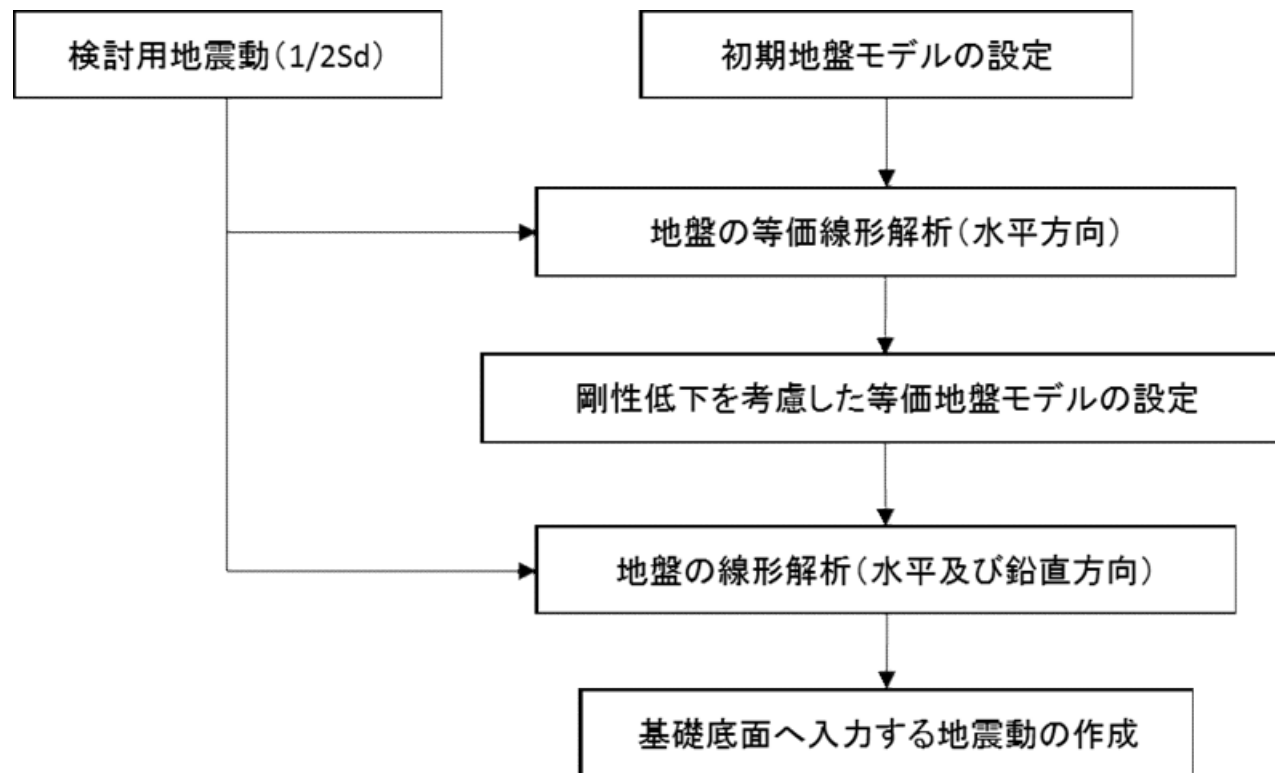 検討用地震動（1/2Sd）
初期地盤モデルの設定
地盤の等価線形解析（水平方向）
剛性低下を考慮した等価地盤モデルの設定
地盤の線形解析（水平及び鉛直方向）
基礎底面へ入力する地震動の作成